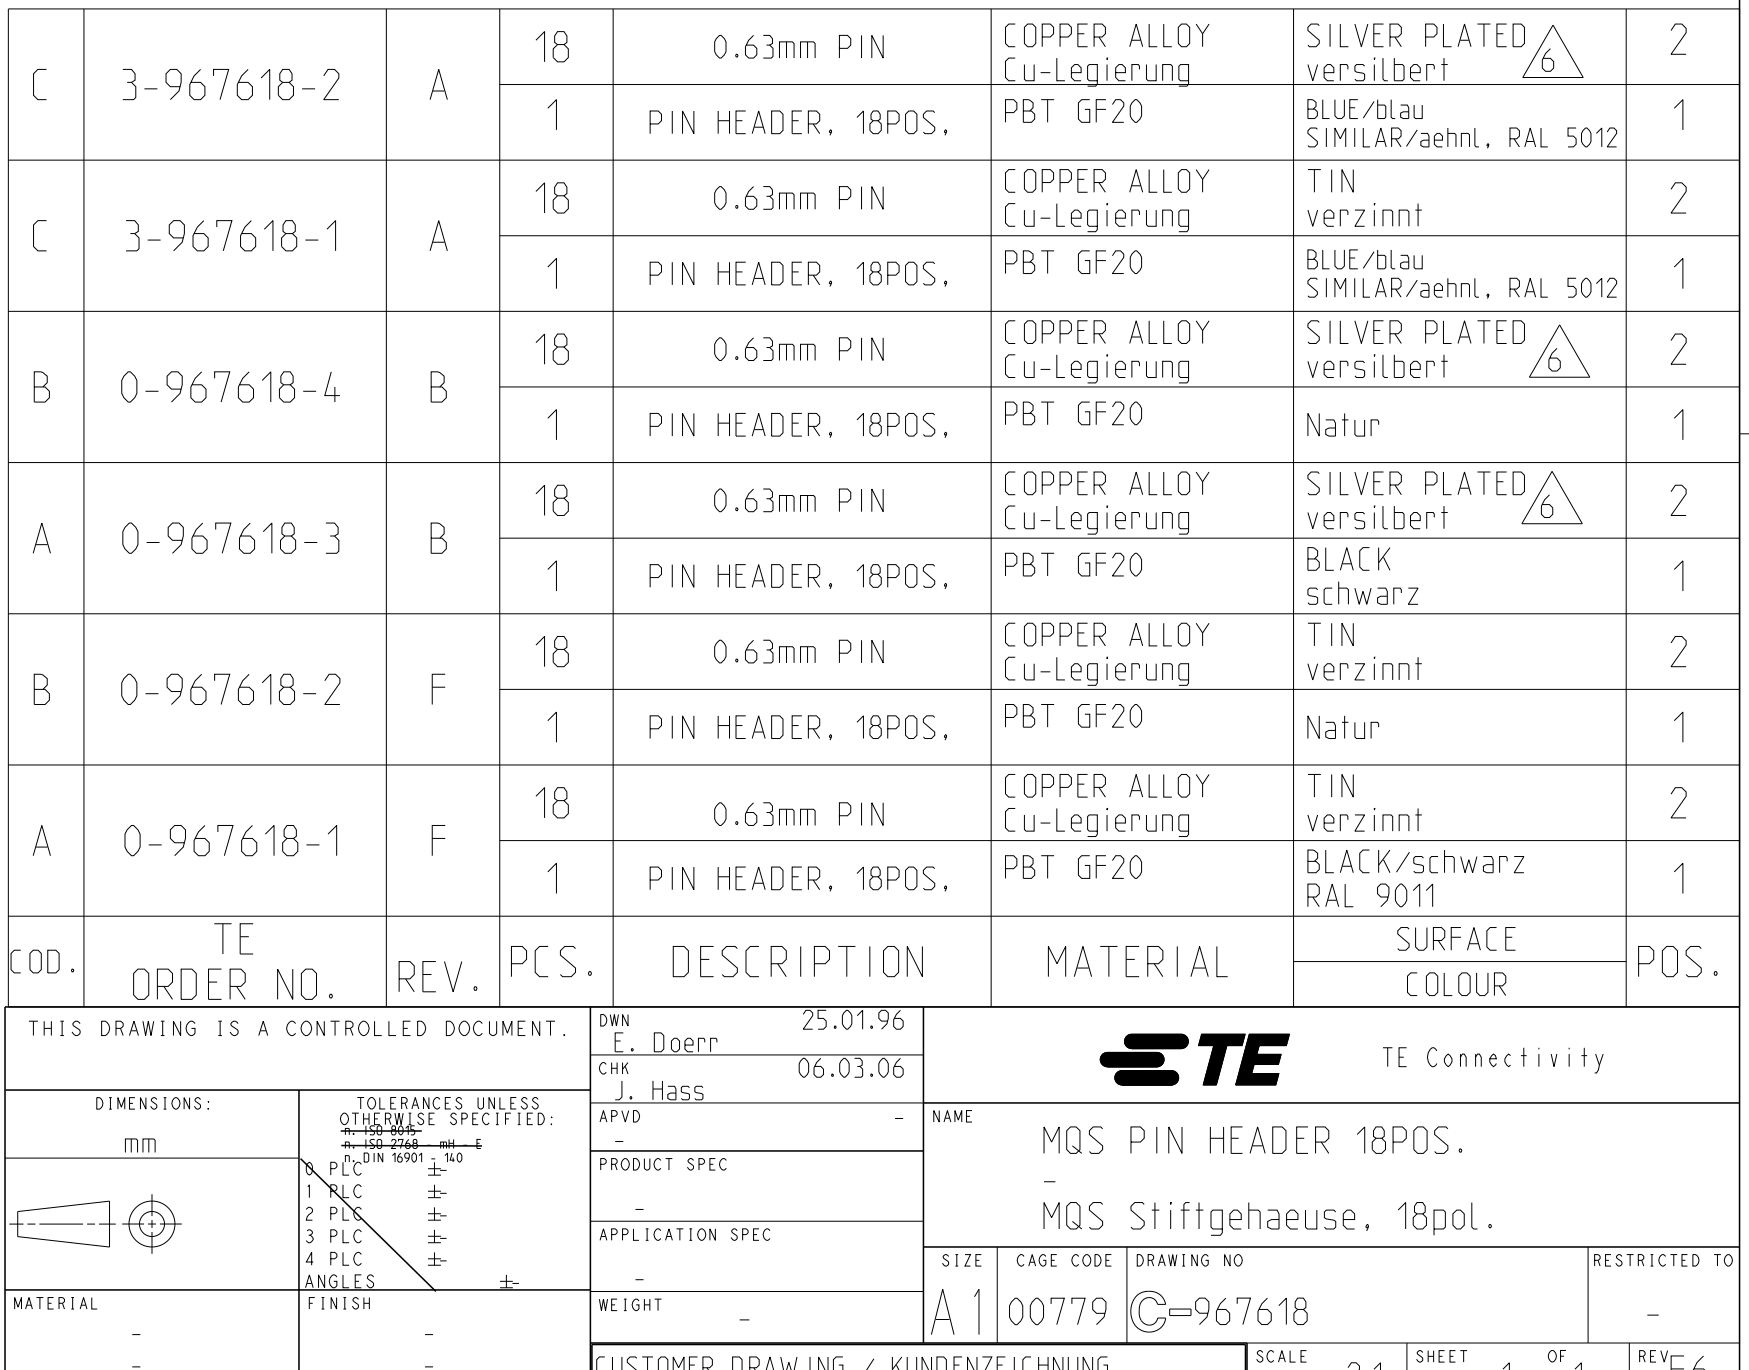 C 3-967618-2 A 18 0.63mm PIN COPPER ALLOY Cu-Legierung SILVER PLATED versilbert 6 2
1 PIN HEADER, 18POS, PBT GF20 BLUE/blau SIMILAR/aehnl, RAL 5012 1
C 3-967618-1 A 18 0.63mm PIN COPPER ALLOY Cu-Legierung TIN verzinnt 2
1 PIN HEADER, 18POS, PBT GF20 BLUE/blau SIMILAR/aehnl, RAL 5012 1
B 0-967618-4 B 18 0.63mm PIN COPPER ALLOY Cu-Legierung SILVER PLATED versilbert 6 2
1 PIN HEADER, 18POS, PBT GF20 Natur 1
A 0-967618-3 B 18 0.63mm PIN COPPER ALLOY Cu-Legierung SILVER PLATED versilbert 6 2
1 PIN HEADER, 18POS, PBT GF20 BLACK schwarz 1
B 0-967618-2 F 18 0.63mm PIN COPPER ALLOY Cu-Legierung TIN verzinnt 2
1 PIN HEADER, 18POS, PBT GF20 Natur 1
A 0-967618-1 F 18 0.63mm PIN COPPER ALLOY Cu-Legierung TIN verzinnt 2
1 PIN HEADER, 18POS, PBT GF20 BLACK/schwarz RAL 9011 1
COD. TE ORDER NO. REV. PCS. DESCRIPTION MATERIAL SURFACE COLOUR POS.
THIS DRAWING IS A CONTROLLED DOCUMENT.
DWN 25.01.96
E. Doerr
CHK 06.03.06
J. Hass
TE TE Connectivity
DIMENSIONS:
mm
TOLERANCES UNLESS
OTHERWISE SPECIFIED:
n. ISO 8015
n. ISO 2768 - mH - E
n. DIN 16901 - 140
0 PLC ±-
1 PLC ±-
2 PLC ±-
3 PLC ±-
4 PLC ±-
ANGLES ±-
APVD -
-
PRODUCT SPEC
-
APPLICATION SPEC
-
NAME
MQS PIN HEADER 18POS.
-
MQS Stiftgehaeuse, 18pol.
SIZE CAGE CODE DRAWING NO RESTRICTED TO
A1 00779 C-967618 -
MATERIAL
-
-
FINISH
-
-
WEIGHT
-
CUSTOMER DRAWING / KUNDENZEICHNUNG
SCALE SHEET OF REV